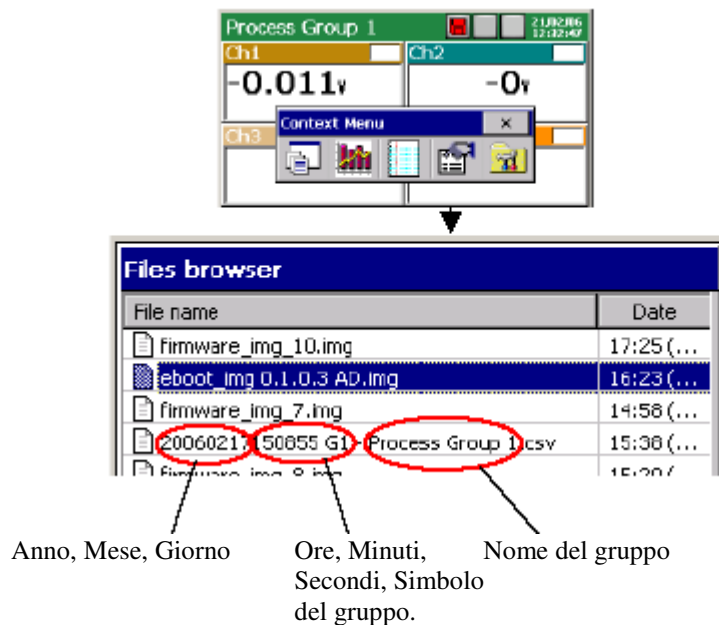 Process Group 1
21/02/06
12:32:47
Ch1
Ch2
-0.011V
-0V
Context Menu
Ch3
Files browser
File name
Date
firmware_img_10.img
17:25 (...
eboot_img 0.1.0.3 AD.img
16:23 (...
firmware_img_7.img
14:58 (...
20060217150855 G1 - Process Group 1.csv
15:38 (...
Anno, Mese, Giorno
Ore, Minuti,
Secondi, Simbolo
del gruppo.
Nome del gruppo